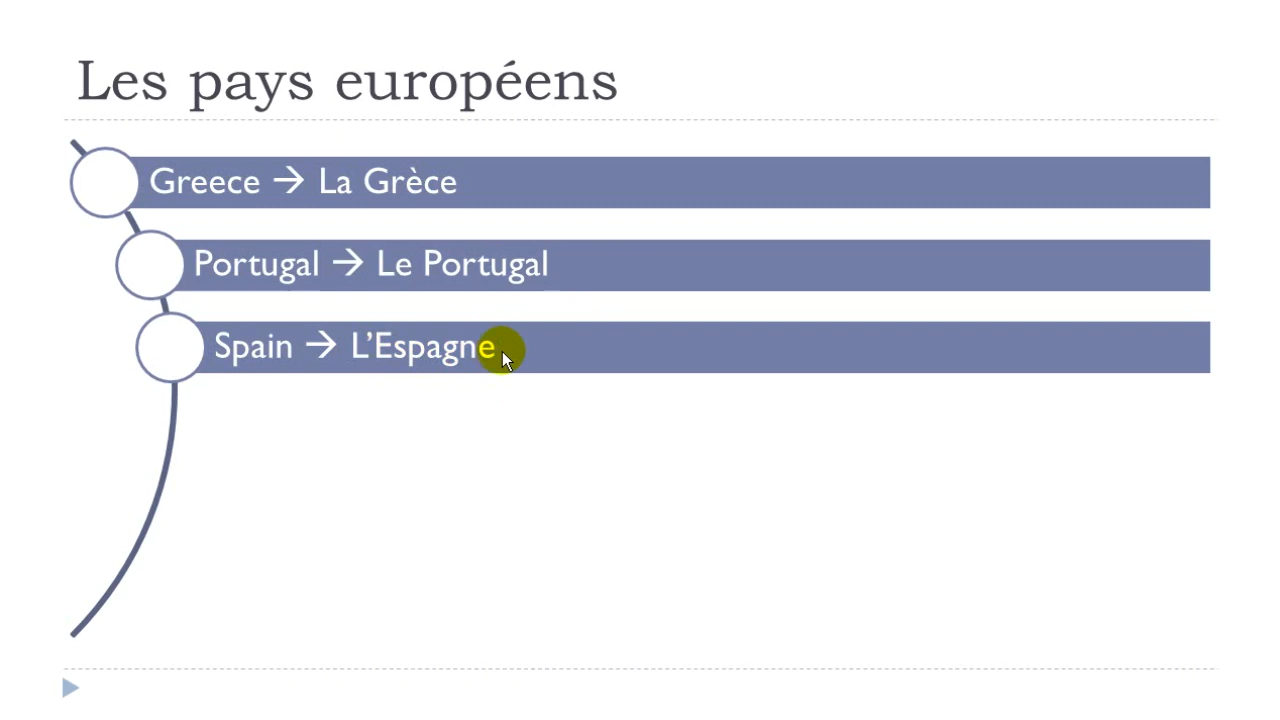 Les pays européens
Greece → La Grèce
Portugal → Le Portugal
Spain → L’Espagne